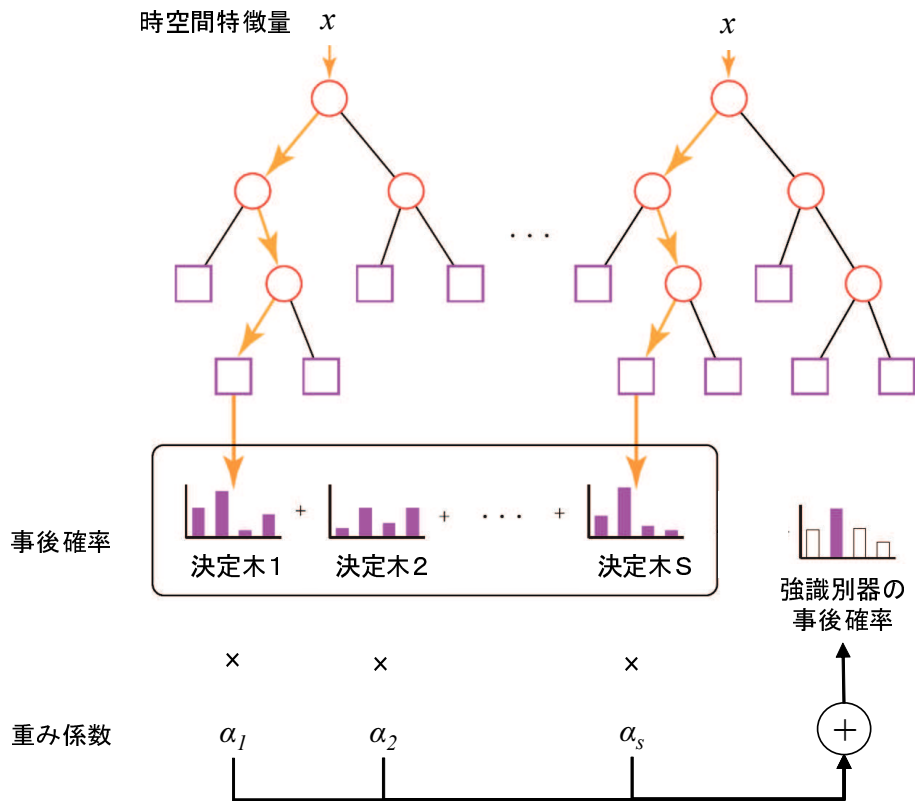 時空間特徴量 x
x
. . .
+ + . . . +
事後確率
決定木1 決定木2 決定木S
強識別器の
事後確率
× × ×
重み係数 α1 α2 αs
+